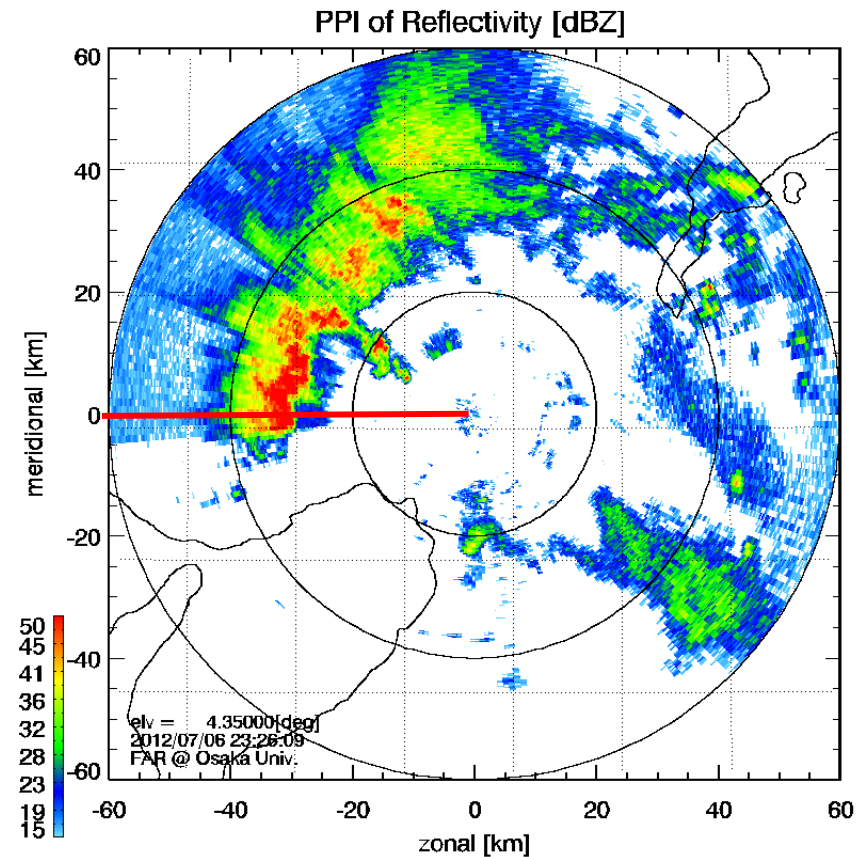 PPI of Reflectivity [dBZ]
60
40
20
0
-20
-40
-60
meridional [km]
50
45
41
36
32
28
23
19
15
elv = 4.35000[deg]
2012/07/06 23:26:09
FAR @ Osaka Univ.
-60 -40 -20 0 20 40 60
zonal [km]